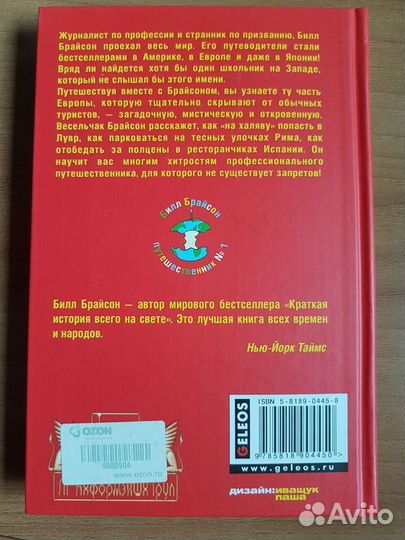 Журналист по профессии и странник по призванию, Билл
Брайсон проехал весь мир. Его путеводители стали
бестселлерами в Америке, в Европе и даже в Японии!
Вряд ли найдется хотя бы один школьник на Западе,
который не слышал бы этого имени.
Путешествуя вместе с Брайсоном, вы узнаете ту часть
Европы, которую тщательно скрывают от обычных
туристов, — загадочную, мистическую и откровенную.
Весельчак Брайсон расскажет, как «на халяву» попасть в
Лувр, как парковаться на тесных улочках Рима, как
отобедать за полцены в ресторанчиках Испании. Он
научит вас многим хитростям профессионального
путешественника, для которого не существует запретов!
Билл Брайсон
путешественник № 1
Билл Брайсон — автор мирового бестселлера «Краткая
история всего на свете». Это лучшая книга всех времен
и народов.
Нью-Йорк Таймс
ISBN 5-8189-0445-8
GELEOS
9 785818 904450 >
www.geleos.ru
OZON
4600904
www.ozon.ru
дизайн:иващук
паша
Avito